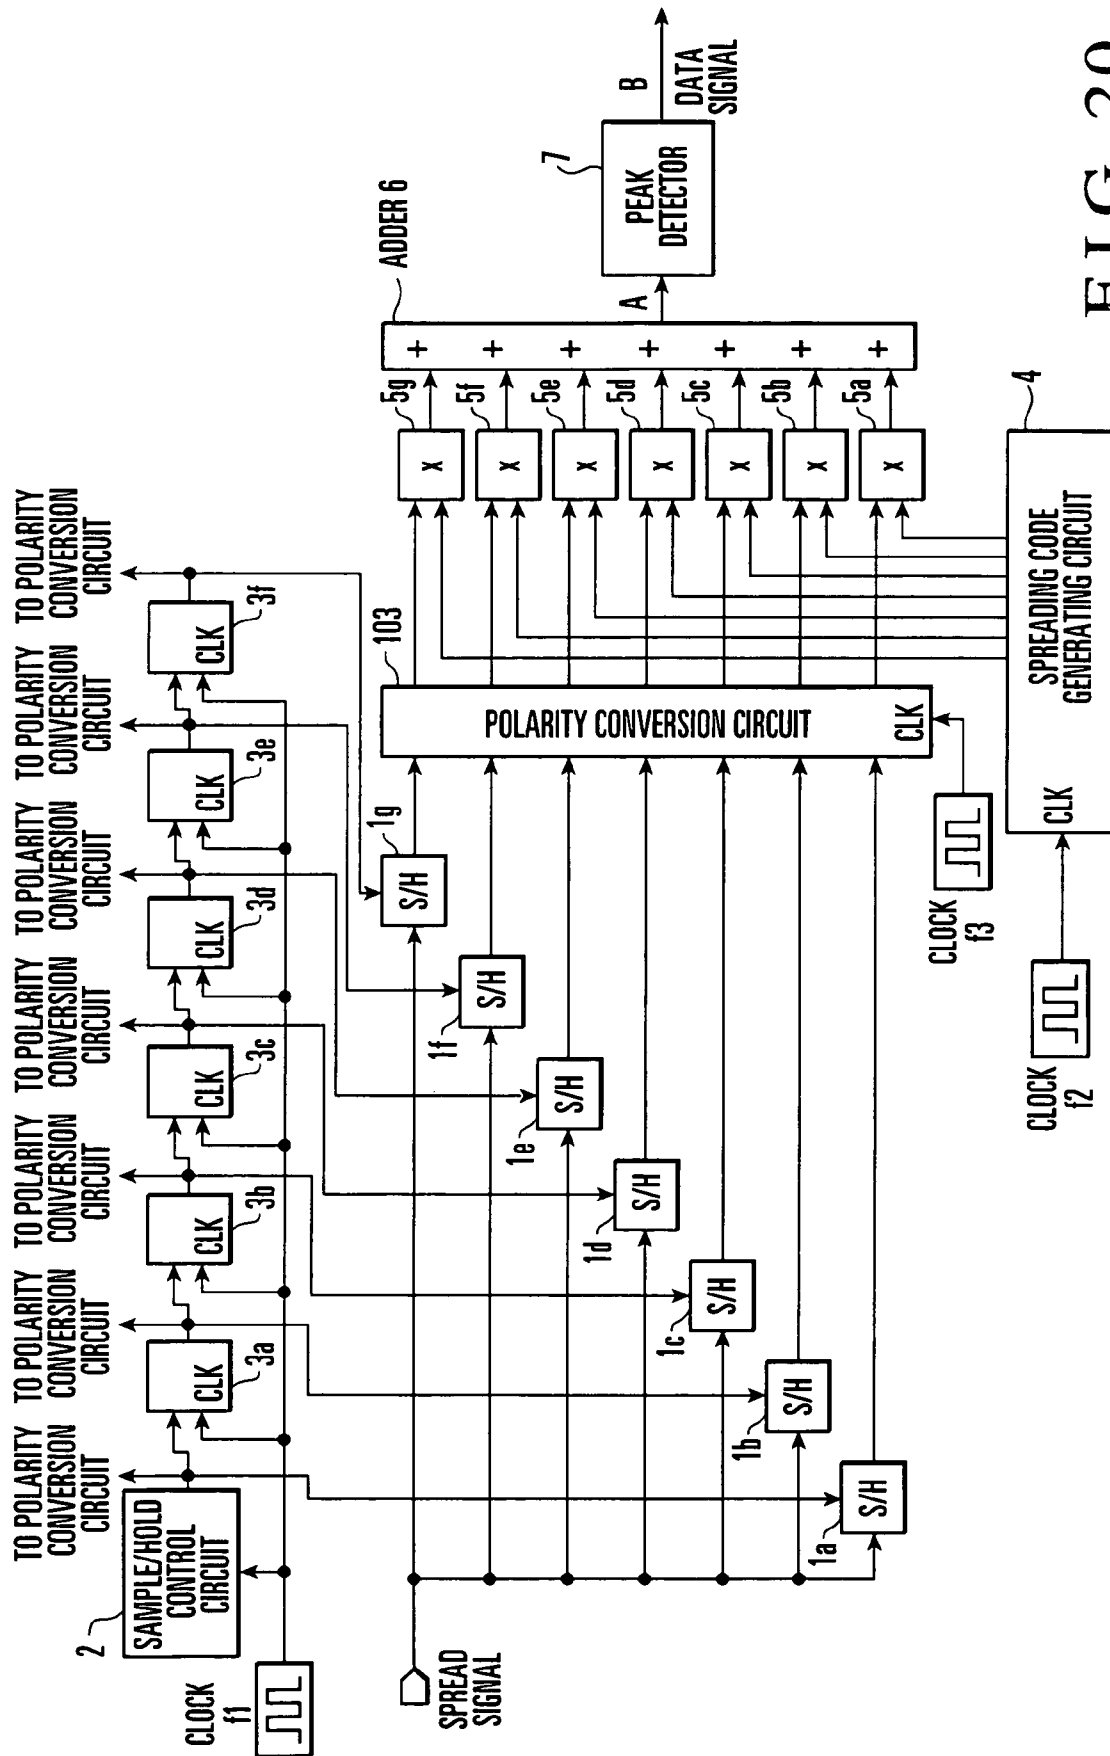 TO POLARITY
CONVERSION
CIRCUIT
TO POLARITY
CONVERSION
CIRCUIT
TO POLARITY
CONVERSION
CIRCUIT
TO POLARITY
CONVERSION
CIRCUIT
TO POLARITY
CONVERSION
CIRCUIT
TO POLARITY
CONVERSION
CIRCUIT
TO POLARITY
CONVERSION
CIRCUIT
2
SAMPLE/HOLD
CONTROL
CIRCUIT
CLK
3a
CLK
3b
CLK
3c
CLK
3d
CLK
3e
CLK
3f
CLOCK
f1
SPREAD
SIGNAL
S/H
1g
S/H
1f
S/H
1e
S/H
1d
S/H
1c
S/H
1b
S/H
1a
103
POLARITY CONVERSION CIRCUIT
CLK
CLOCK
f3
X
5g
X
5f
X
5e
X
5d
X
5c
X
5b
X
5a
ADDER 6
+
+
+
+
+
+
+
A
7
PEAK
DETECTOR
B
DATA
SIGNAL
4
SPREADING CODE
GENERATING CIRCUIT
CLK
CLOCK
f2